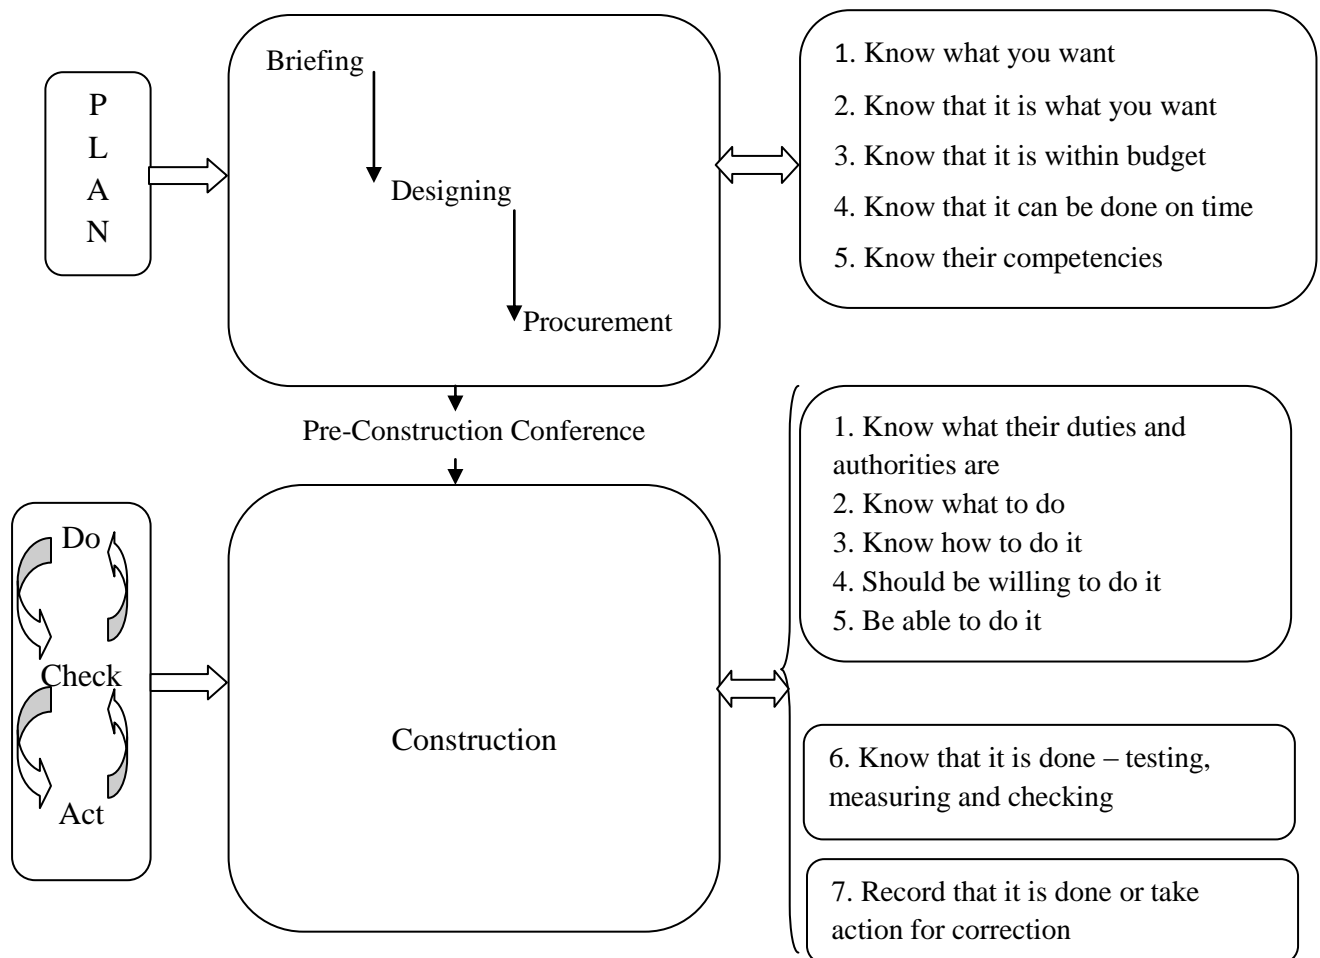 P
L
A
N
Briefing
Designing
Procurement
1. Know what you want
2. Know that it is what you want
3. Know that it is within budget
4. Know that it can be done on time
5. Know their competencies
Pre-Construction Conference
Do
Check
Act
Construction
1. Know what their duties and
authorities are
2. Know what to do
3. Know how to do it
4. Should be willing to do it
5. Be able to do it
6. Know that it is done – testing,
measuring and checking
7. Record that it is done or take
action for correction